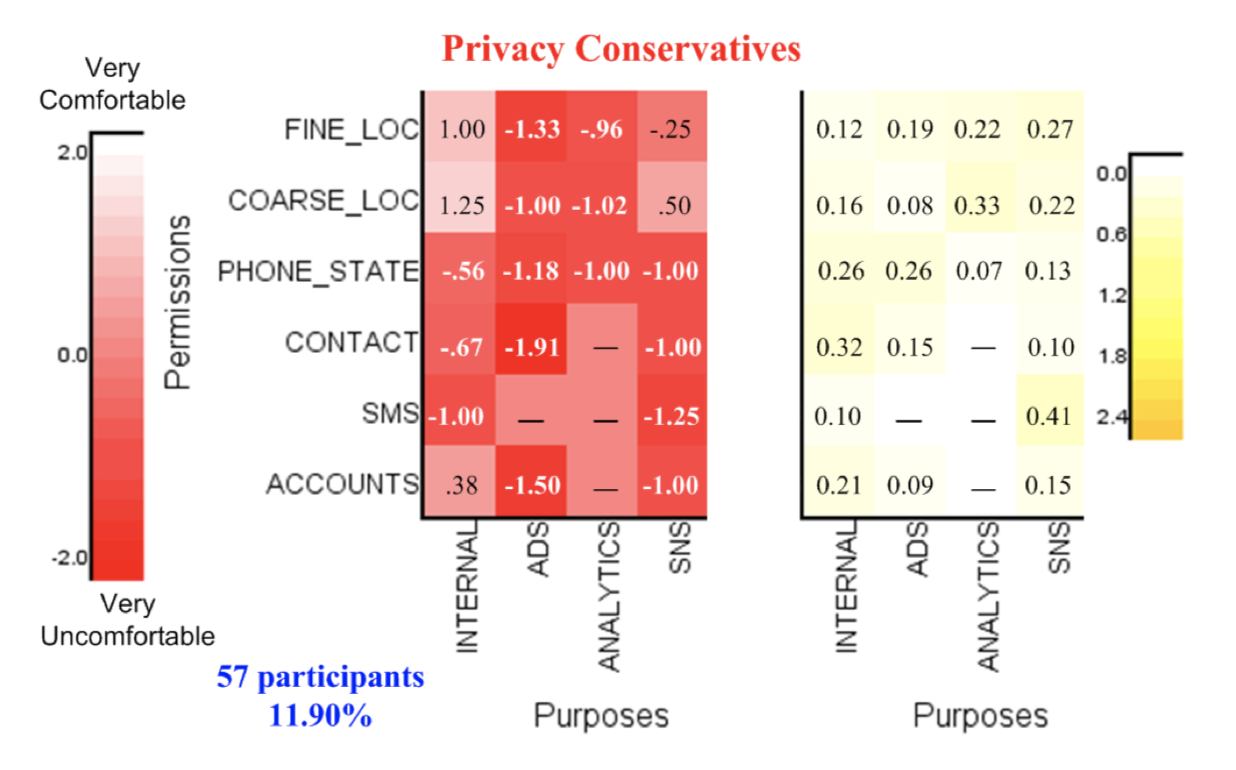 Privacy Conservatives
Very
Comfortable
2.0
0.0
-2.0
Very
Uncomfortable
Permissions
FINE_LOC 1.00 -1.33 -.96 -.25
COARSE_LOC 1.25 -1.00 -1.02 .50
PHONE_STATE -.56 -1.18 -1.00 -1.00
CONTACT -.67 -1.91 — -1.00
SMS -1.00 — — -1.25
ACCOUNTS .38 -1.50 — -1.00
INTERNAL ADS ANALYTICS SNS
Purposes
57 participants
11.90%
0.12 0.19 0.22 0.27
0.16 0.08 0.33 0.22
0.26 0.26 0.07 0.13
0.32 0.15 — 0.10
0.10 — — 0.41
0.21 0.09 — 0.15
INTERNAL ADS ANALYTICS SNS
Purposes
0.0
0.6
1.2
1.8
2.4